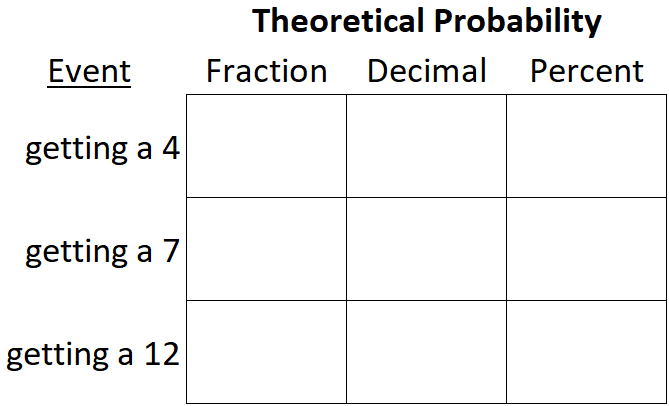 Theoretical Probability
Event Fraction Decimal Percent
getting a 4
getting a 7
getting a 12